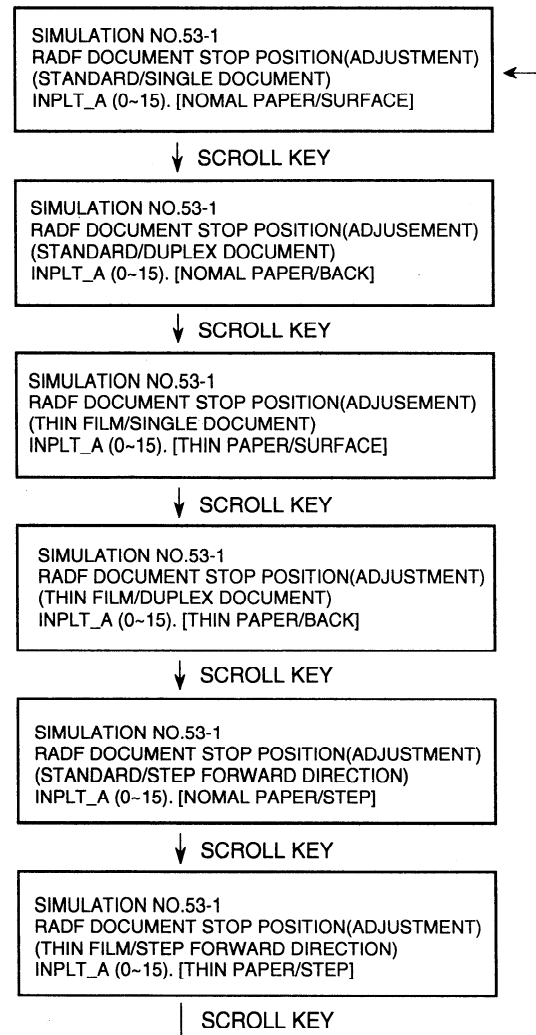 SIMULATION NO.53-1
RADF DOCUMENT STOP POSITION(ADJUSTMENT)
(STANDARD/SINGLE DOCUMENT)
INPLT_A (0~15). [NOMAL PAPER/SURFACE]
SCROLL KEY
SIMULATION NO.53-1
RADF DOCUMENT STOP POSITION(ADJUSEMENT)
(STANDARD/DUPLEX DOCUMENT)
INPLT_A (0~15). [NOMAL PAPER/BACK]
SCROLL KEY
SIMULATION NO.53-1
RADF DOCUMENT STOP POSITION(ADJUSEMENT)
(THIN FILM/SINGLE DOCUMENT)
INPLT_A (0~15). [THIN PAPER/SURFACE]
SCROLL KEY
SIMULATION NO.53-1
RADF DOCUMENT STOP POSITION(ADJUSTMENT)
(THIN FILM/DUPLEX DOCUMENT)
INPLT_A (0~15). [THIN PAPER/BACK]
SCROLL KEY
SIMULATION NO.53-1
RADF DOCUMENT STOP POSITION(ADJUSTMENT)
(STANDARD/STEP FORWARD DIRECTION)
INPLT_A (0~15). [NOMAL PAPER/STEP]
SCROLL KEY
SIMULATION NO.53-1
RADF DOCUMENT STOP POSITION(ADJUSTMENT)
(THIN FILM/STEP FORWARD DIRECTION)
INPLT_A (0~15). [THIN PAPER/STEP]
SCROLL KEY